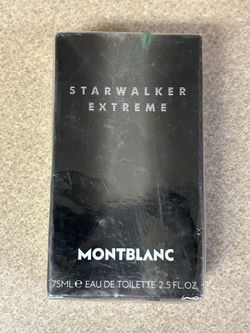 STARWALKER
EXTREME
MONTBLANC
75ML ℮ EAU DE TOILETTE 2.5 FL.OZ.